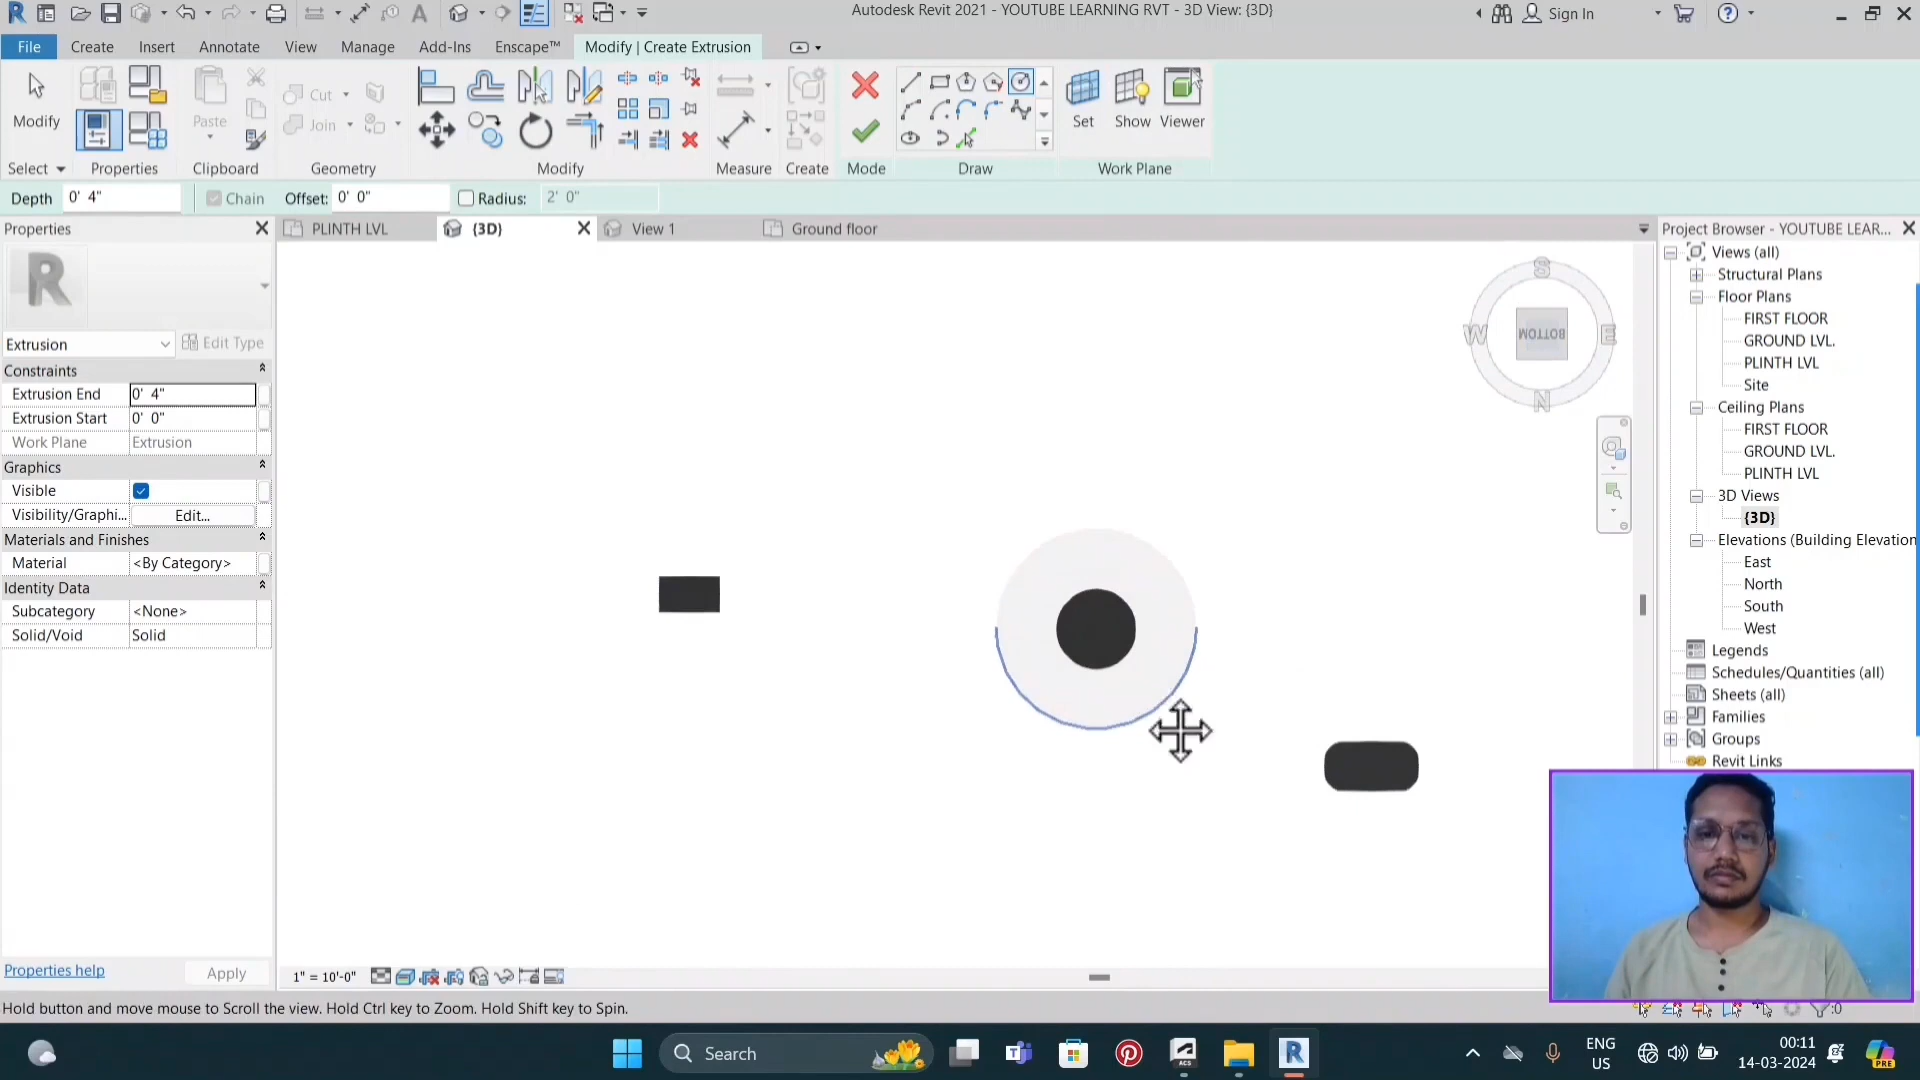 Autodesk Revit 2021 - YOUTUBE LEARNING RVT - 3D View: {3D}
Sign In
File Create Insert Annotate View Manage Add-Ins Enscape™ Modify | Create Extrusion
Modify Paste Cut Join Set Show Viewer
Select Properties Clipboard Geometry Modify Measure Create Mode Draw Work Plane
Depth 0' 4" Chain Offset: 0' 0" Radius: 2' 0"
Properties
PLINTH LVL {3D} View 1 Ground floor
Project Browser - YOUTUBE LEAR...
Extrusion Edit Type
Constraints
Extrusion End 0' 4"
Extrusion Start 0' 0"
Work Plane Extrusion
Graphics
Visible
Visibility/Graphi... Edit...
Materials and Finishes
Material <By Category>
Identity Data
Subcategory <None>
Solid/Void Solid
Properties help Apply
S
W BOTTOM E
N
Views (all)
Structural Plans
Floor Plans
FIRST FLOOR
GROUND LVL.
PLINTH LVL
Site
Ceiling Plans
FIRST FLOOR
GROUND LVL.
PLINTH LVL
3D Views
{3D}
Elevations (Building Elevation
East
North
South
West
Legends
Schedules/Quantities (all)
Sheets (all)
Families
Groups
Revit Links
1" = 10'-0"
Hold button and move mouse to Scroll the view. Hold Ctrl key to Zoom. Hold Shift key to Spin.
:0
Search
ENG
US
00:11
14-03-2024
PRE